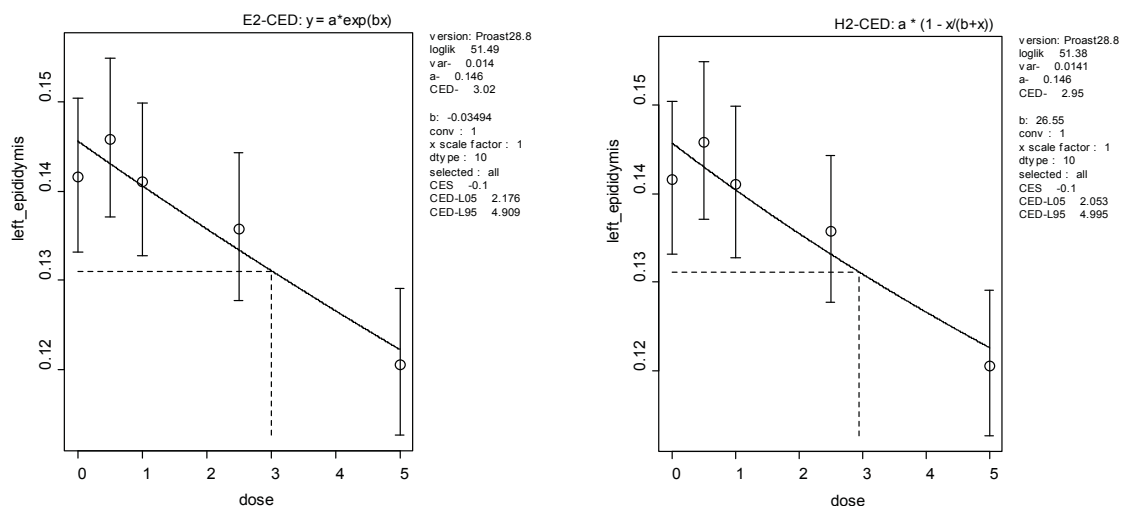 E2-CED: y = a*exp(bx)
version: Proast28.8
loglik 51.49
var- 0.014
a- 0.146
CED- 3.02
b: -0.03494
conv : 1
x scale factor : 1
dtype : 10
selected : all
CES -0.1
CED-L05 2.176
CED-L95 4.909
left_epididymis
0.15
0.14
0.13
0.12
0 1 2 3 4 5
dose
H2-CED: a * (1 - x/(b+x))
version: Proast28.8
loglik 51.38
var- 0.0141
a- 0.146
CED- 2.95
b: 26.55
conv : 1
x scale factor : 1
dtype : 10
selected : all
CES -0.1
CED-L05 2.053
CED-L95 4.995
left_epididymis
0.15
0.14
0.13
0.12
0 1 2 3 4 5
dose